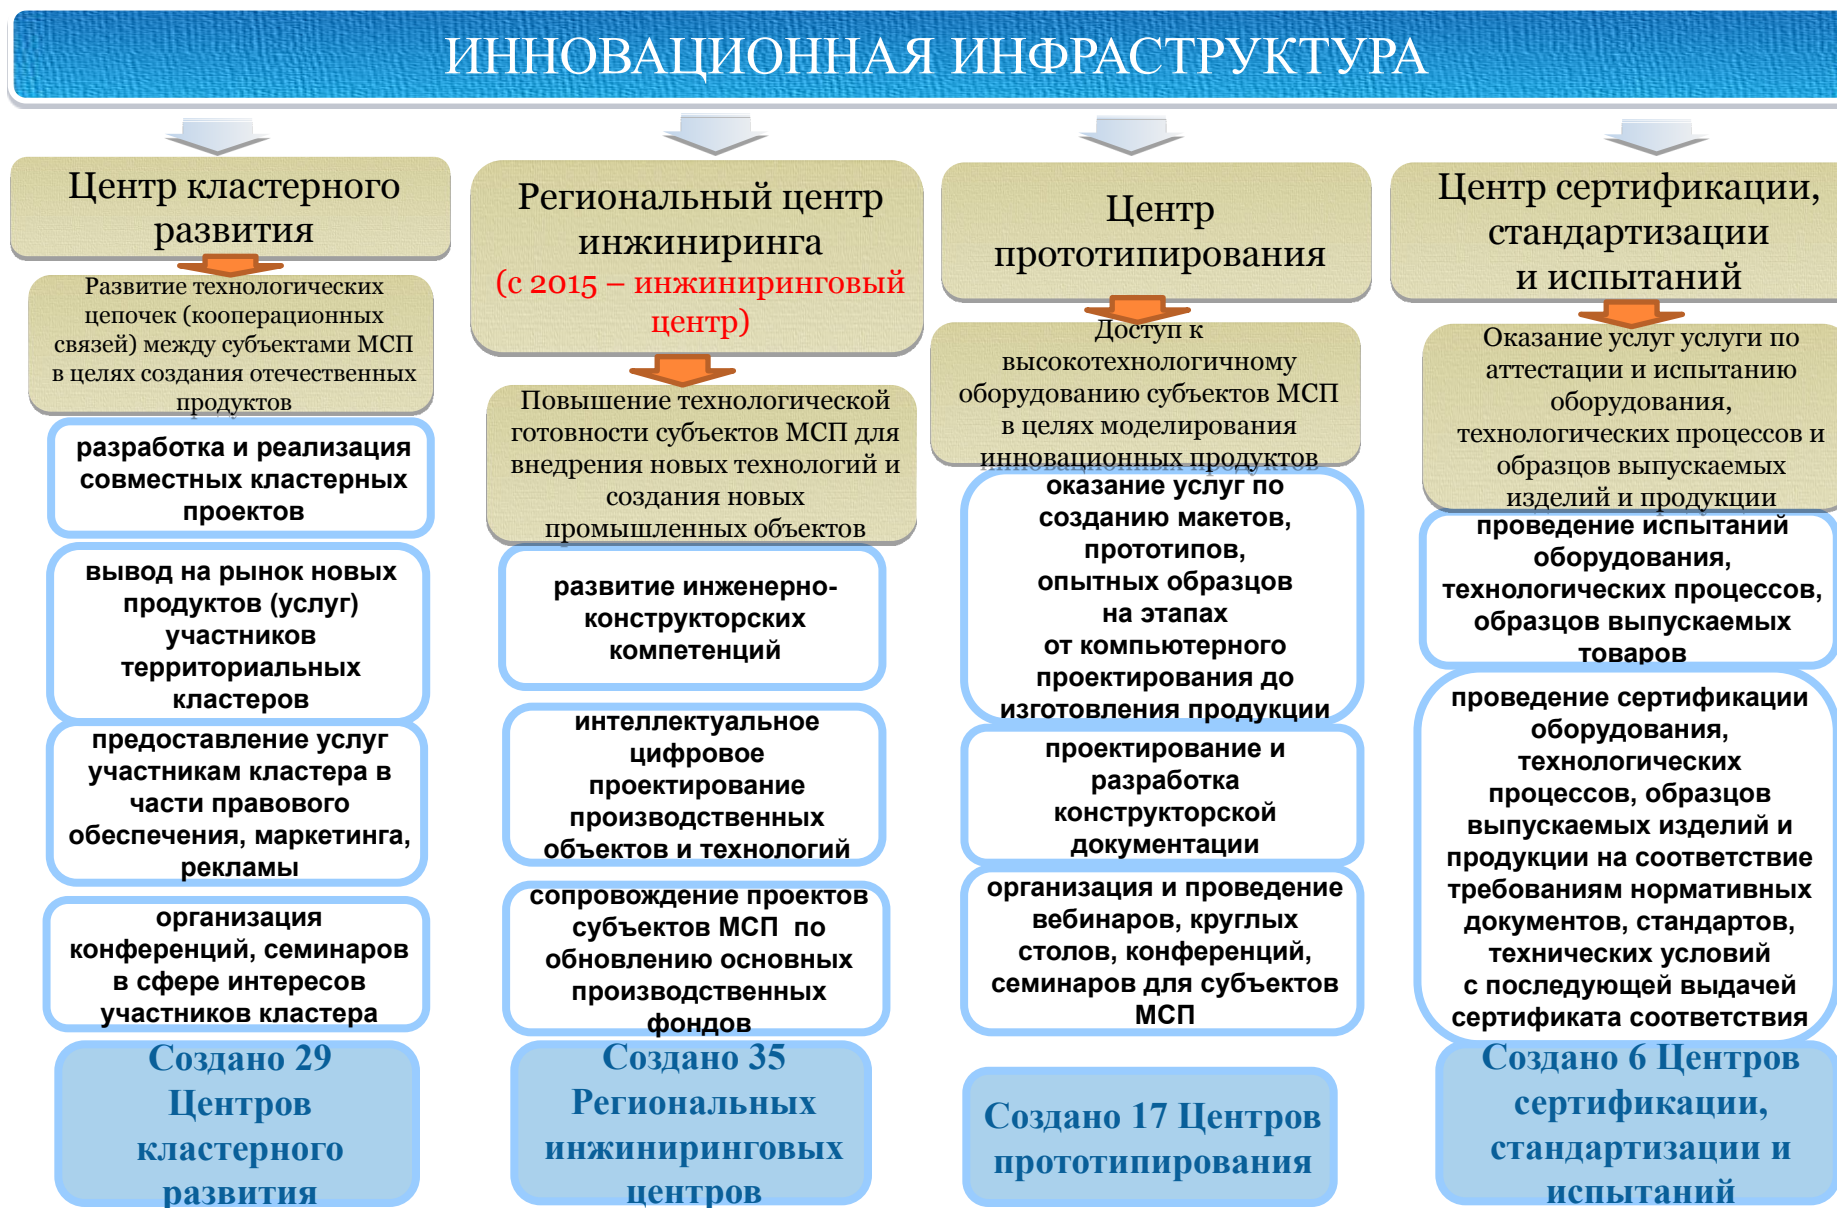 ИННОВАЦИОННАЯ ИНФРАСТРУКТУРА
Центр кластерного
развития
Развитие технологических
цепочек (кооперационных
связей) между субъектами МСП
в целях создания отечественных
продуктов
разработка и реализация
совместных кластерных
проектов
вывод на рынок новых
продуктов (услуг)
участников
территориальных
кластеров
предоставление услуг
участникам кластера в
части правового
обеспечения, маркетинга,
рекламы
организация
конференций, семинаров
в сфере интересов
участников кластера
Создано 29
Центров
кластерного
развития
Региональный центр
инжиниринга
(с 2015 – инжиниринговый
центр)
Повышение технологической
готовности субъектов МСП для
внедрения новых технологий и
создания новых
промышленных объектов
развитие инженерно-
конструкторских
компетенций
интеллектуальное
цифровое
проектирование
производственных
объектов и технологий
сопровождение проектов
субъектов МСП по
обновлению основных
производственных
фондов
Создано 35
Региональных
инжиниринговых
центров
Центр
прототипирования
Доступ к
высокотехнологичному
оборудованию субъектов МСП
в целях моделирования
инновационных продуктов
оказание услуг по
созданию макетов,
прототипов,
опытных образцов
на этапах
от компьютерного
проектирования до
изготовления продукции
проектирование и
разработка
конструкторской
документации
организация и проведение
вебинаров, круглых
столов, конференций,
семинаров для субъектов
МСП
Создано 17 Центров
прототипирования
Центр сертификации,
стандартизации
и испытаний
Оказание услуг услуги по
аттестации и испытанию
оборудования,
технологических процессов и
образцов выпускаемых
изделий и продукции
проведение испытаний
оборудования,
технологических процессов,
образцов выпускаемых
товаров
проведение сертификации
оборудования,
технологических
процессов, образцов
выпускаемых изделий и
продукции на соответствие
требованиям нормативных
документов, стандартов,
технических условий
с последующей выдачей
сертификата соответствия
Создано 6 Центров
сертификации,
стандартизации и
испытаний